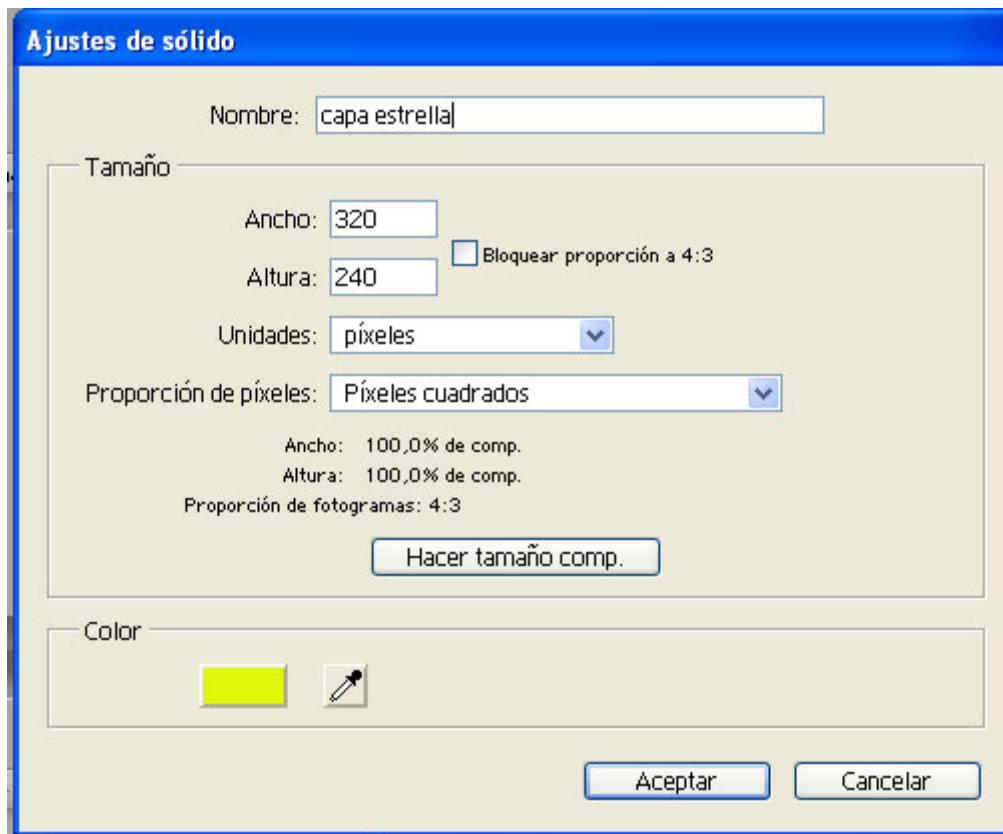 Ajustes de sólido
Nombre: capa estrella
Tamaño
Ancho: 320
Bloquear proporción a 4:3
Altura: 240
Unidades: píxeles
Proporción de píxeles: Píxeles cuadrados
Ancho: 100,0% de comp.
Altura: 100,0% de comp.
Proporción de fotogramas: 4:3
Hacer tamaño comp.
Color
Aceptar Cancelar